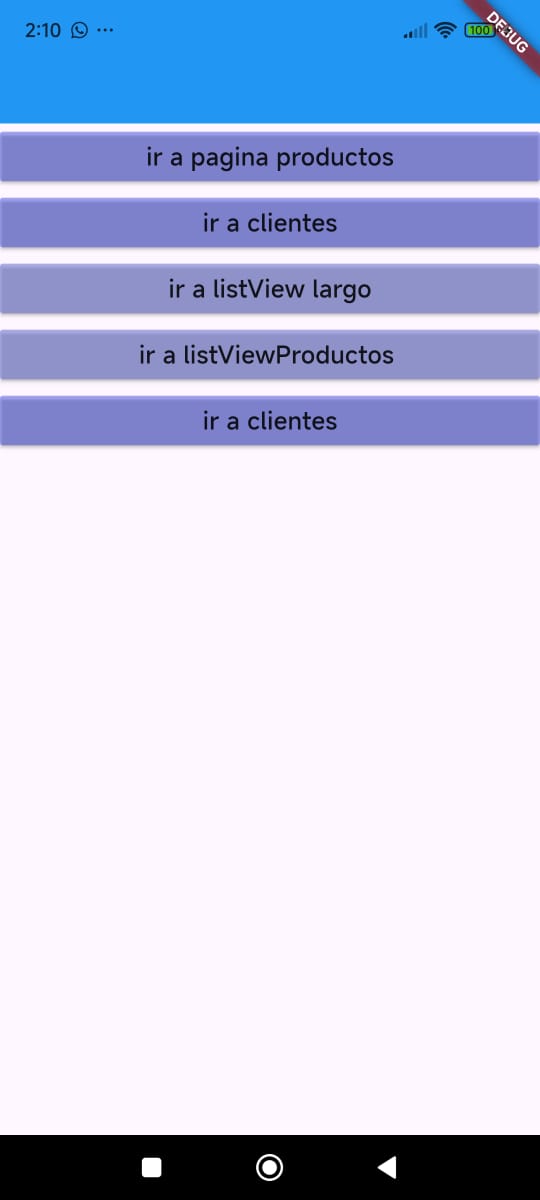 2:10
100
DEBUG
ir a pagina productos
ir a clientes
ir a listView largo
ir a listViewProductos
ir a clientes